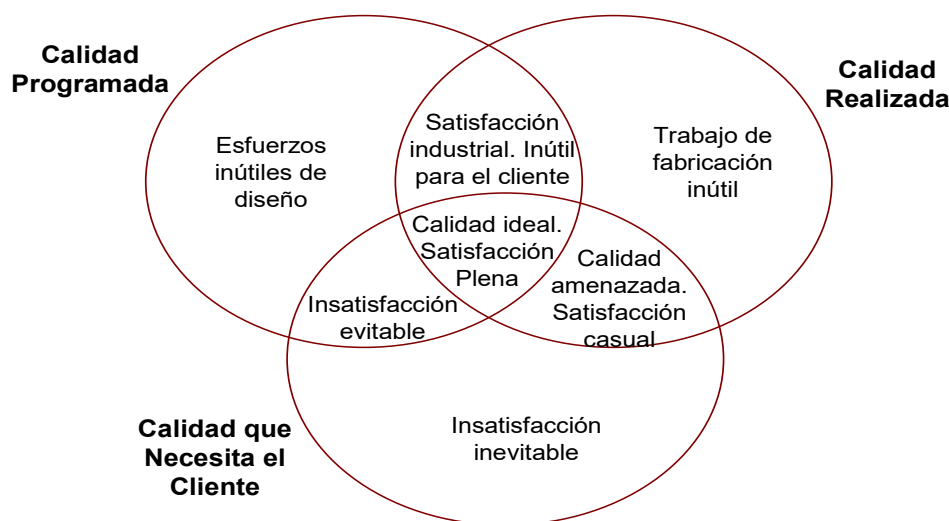 Calidad
Programada
Calidad
Realizada
Esfuerzos
inútiles de
diseño
Satisfacción
industrial. Inútil
para el cliente
Trabajo de
fabricación
inútil
Calidad ideal.
Satisfacción
Plena
Calidad
amenazada.
Satisfacción
casual
Insatisfacción
evitable
Calidad que
Necesita el
Cliente
Insatisfacción
inevitable